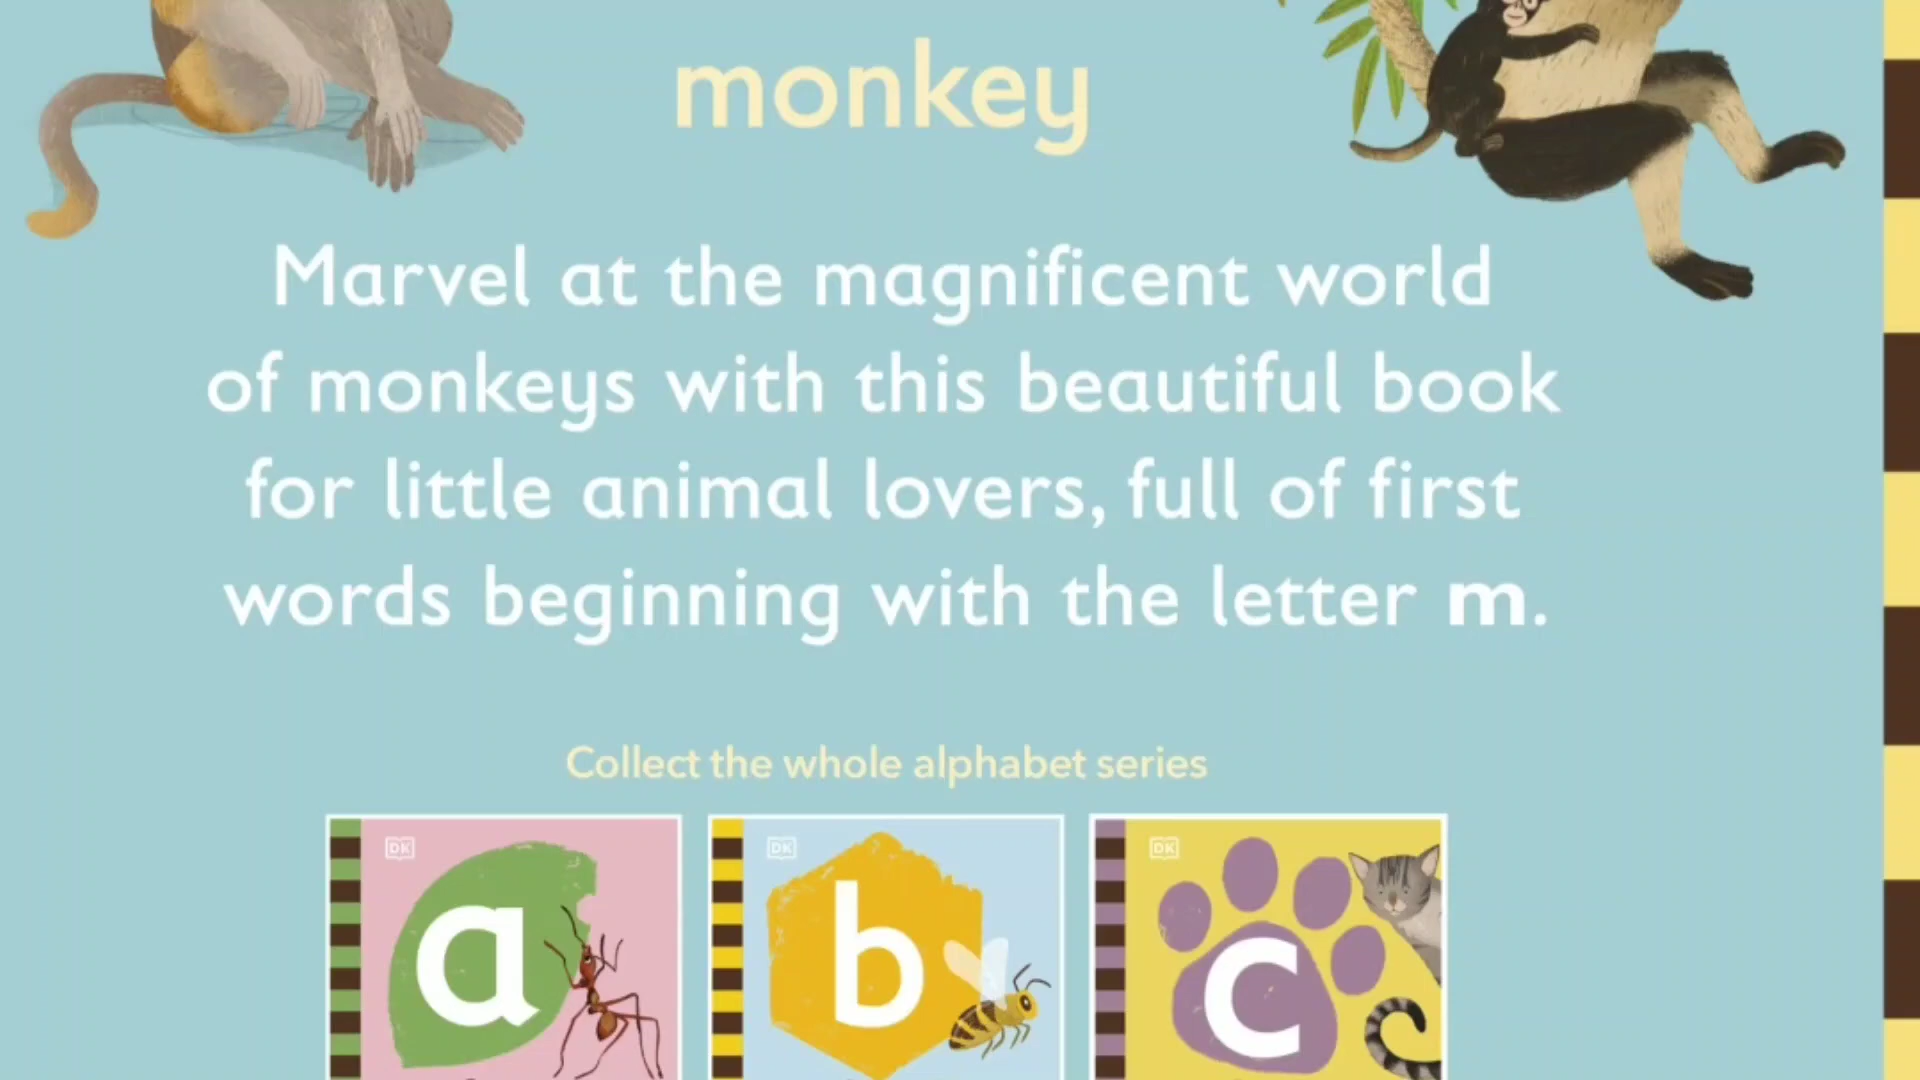 monkey
Marvel at the magnificent world
of monkeys with this beautiful book
for little animal lovers, full of first
words beginning with the letter m.
Collect the whole alphabet series
DK
a
DK
b
DK
c